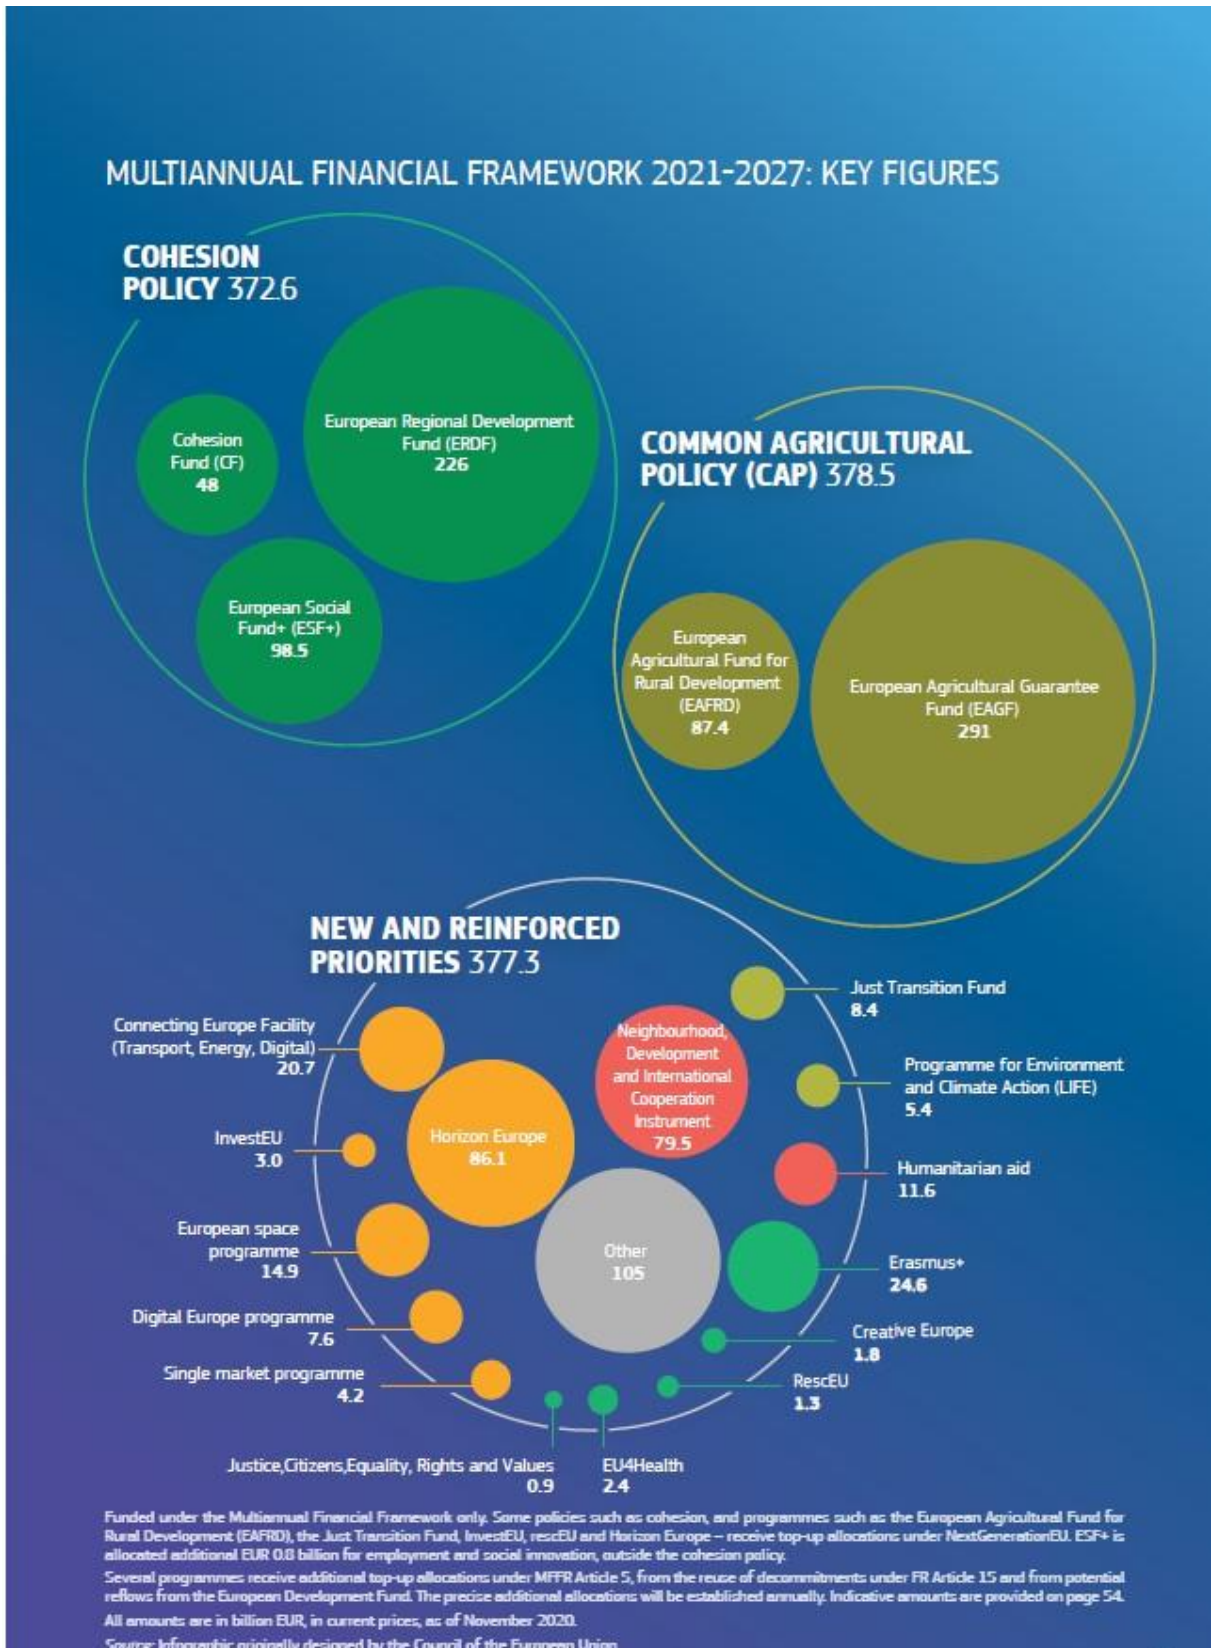 MULTIANNUAL FINANCIAL FRAMEWORK 2021-2027: KEY FIGURES
COHESION
POLICY 372.6
European Regional Development
Fund (ERDF)
226
Cohesion
Fund (CF)
48
European Social
Fund+ (ESF+)
98.5
COMMON AGRICULTURAL
POLICY (CAP) 378.5
European
Agricultural Fund for
Rural Development
(EAFRD)
87.4
European Agricultural Guarantee
Fund (EAGF)
291
NEW AND REINFORCED
PRIORITIES 377.3
Connecting Europe Facility
(Transport, Energy, Digital)
20.7
InvestEU
3.0
European space
programme
14.9
Digital Europe programme
7.6
Single market programme
4.2
Horizon Europe
86.1
Neighbourhood,
Development
and International
Cooperation
Instrument
79.5
Other
105
Just Transition Fund
8.4
Programme for Environment
and Climate Action (LIFE)
5.4
Humanitarian aid
11.6
Erasmus+
24.6
Creative Europe
1.8
RescEU
1.3
Justice,Citizens,Equality, Rights and Values
0.9
EU4Health
2.4
Funded under the Multiannual Financial Framework only. Some policies such as cohesion, and programmes such as the European Agricultural Fund for
Rural Development (EAFRD), the Just Transition Fund, InvestEU, rescEU and Horizon Europe – receive top-up allocations under NextGenerationEU. ESF+ is
allocated additional EUR 0.8 billion for employment and social innovation, outside the cohesion policy.
Several programmes receive additional top-up allocations under MFFR Article 5, from the reuse of decommitments under FR Article 15 and from potential
reflows from the European Development Fund. The precise additional allocations will be established annually. Indicative amounts are provided on page 54.
All amounts are in billion EUR, in current prices, as of November 2020.
Source: Infographic originally designed by the Council of the European Union